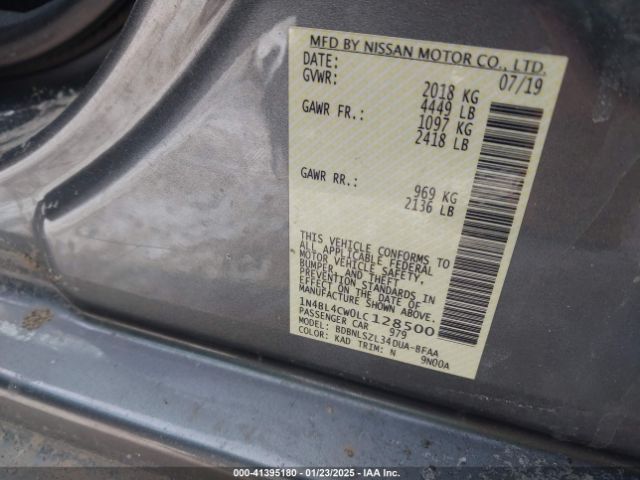 MFD BY NISSAN MOTOR CO., LTD.
DATE: 07/19
GVWR: 2018 KG
4449 LB
GAWR FR.: 1097 KG
2418 LB
GAWR RR.: 969 KG
2136 LB
THIS VEHICLE CONFORMS TO
ALL APPLICABLE FEDERAL
MOTOR VEHICLE SAFETY,
BUMPER, AND THEFT
PREVENTION STANDARDS IN
EFFECT ON THE DATE OF
MANUFACTURE SHOWN ABOVE.
1N4BL4CW0LC128500
PASSENGER CAR 979
MODEL: BDBNLSZL34DUA-BFAA
COLOR: KAD TRIM: N 9N00A
00-41395180 - 01/23/2025 - IAA Inc.